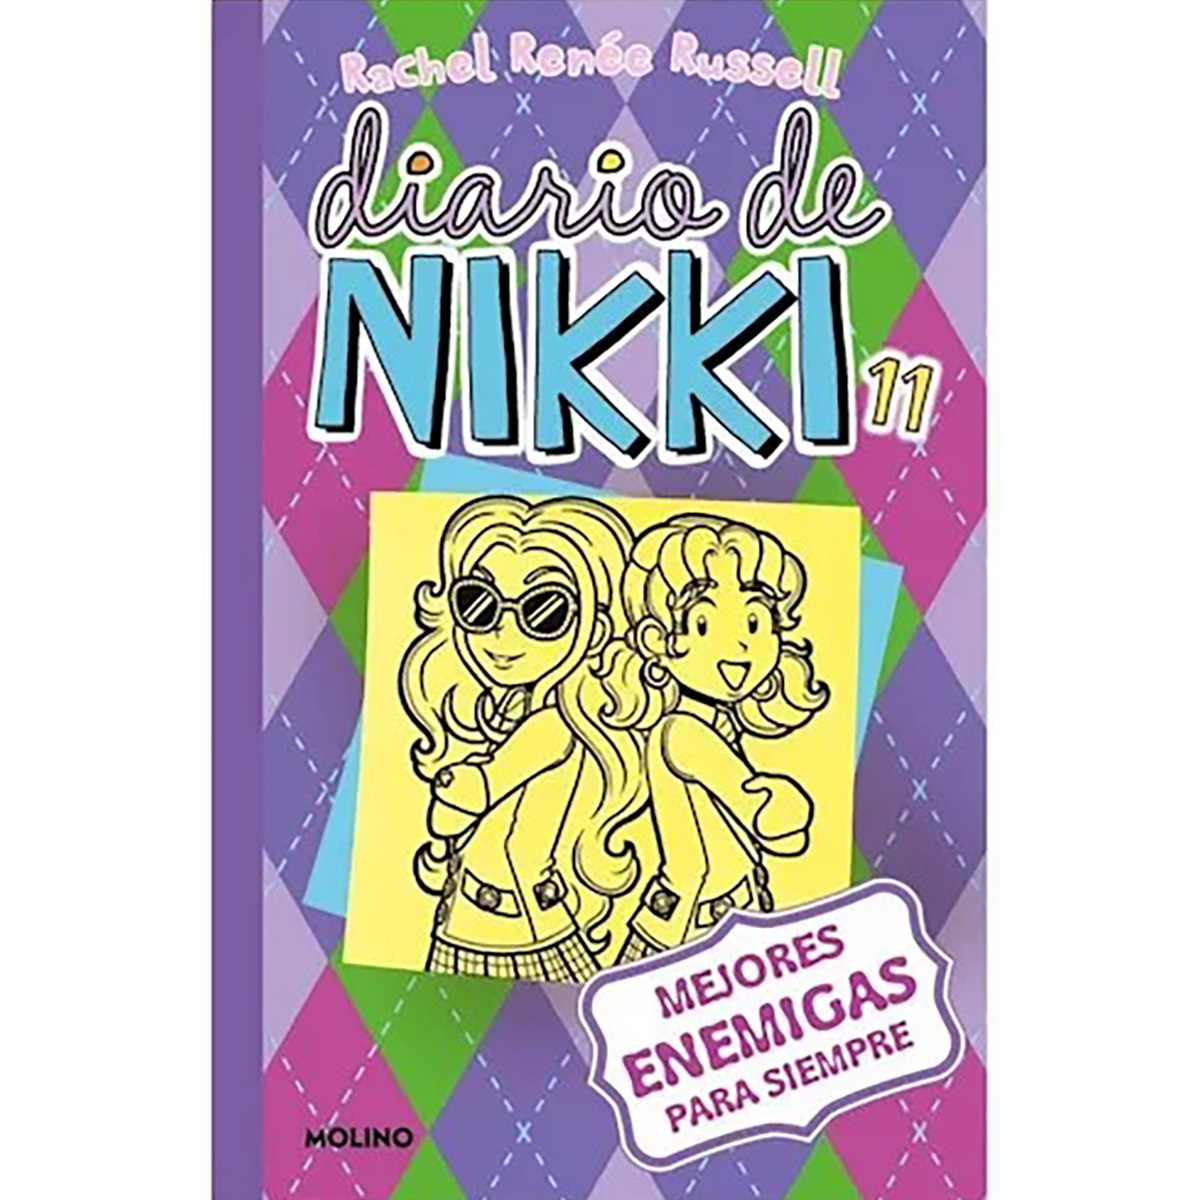 Rachel Renée Russell
diario de
NIKKI
11
MEJORES
ENEMIGAS
PARA SIEMPRE
MOLINO